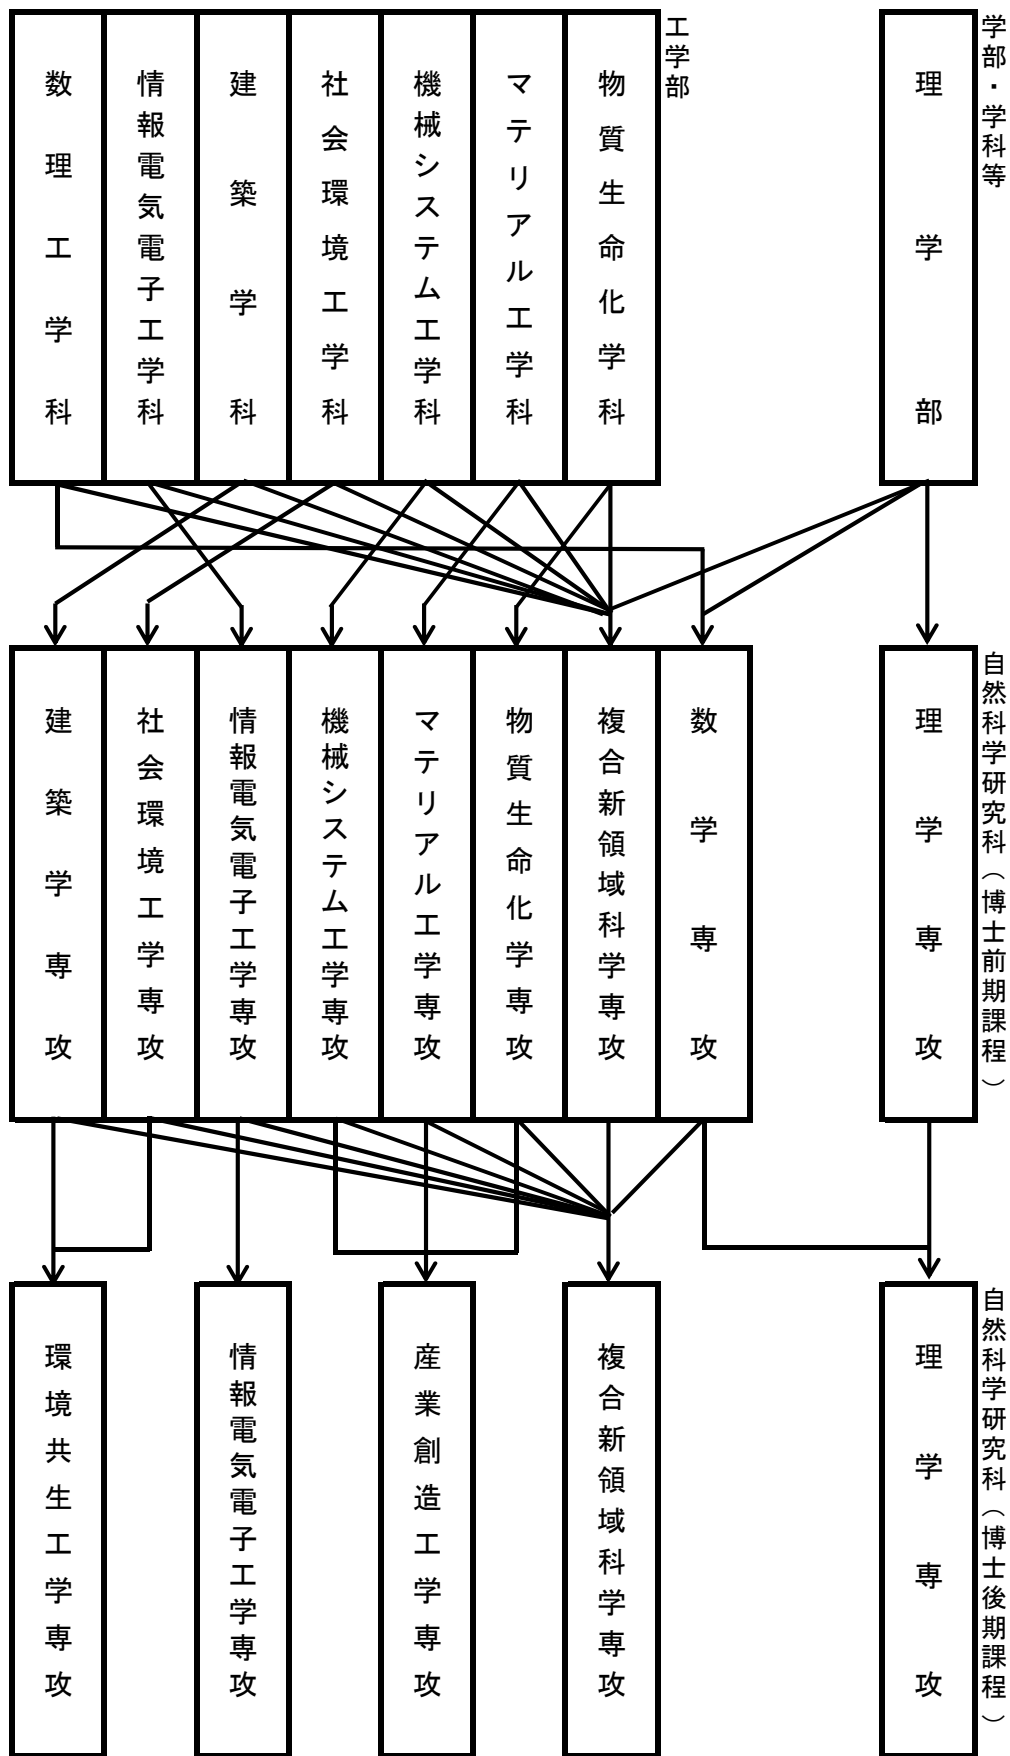 学部・学科等
理学部
工学部
物質生命化学科
マテリアル工学科
機械システム工学科
社会環境工学科
建築学科
情報電気電子工学科
数理工学科
自然科学研究科（博士前期課程）
理学専攻
数学専攻
複合新領域科学専攻
物質生命化学専攻
マテリアル工学専攻
機械システム工学専攻
情報電気電子工学専攻
社会環境工学専攻
建築学専攻
自然科学研究科（博士後期課程）
理学専攻
複合新領域科学専攻
産業創造工学専攻
情報電気電子工学専攻
環境共生工学専攻